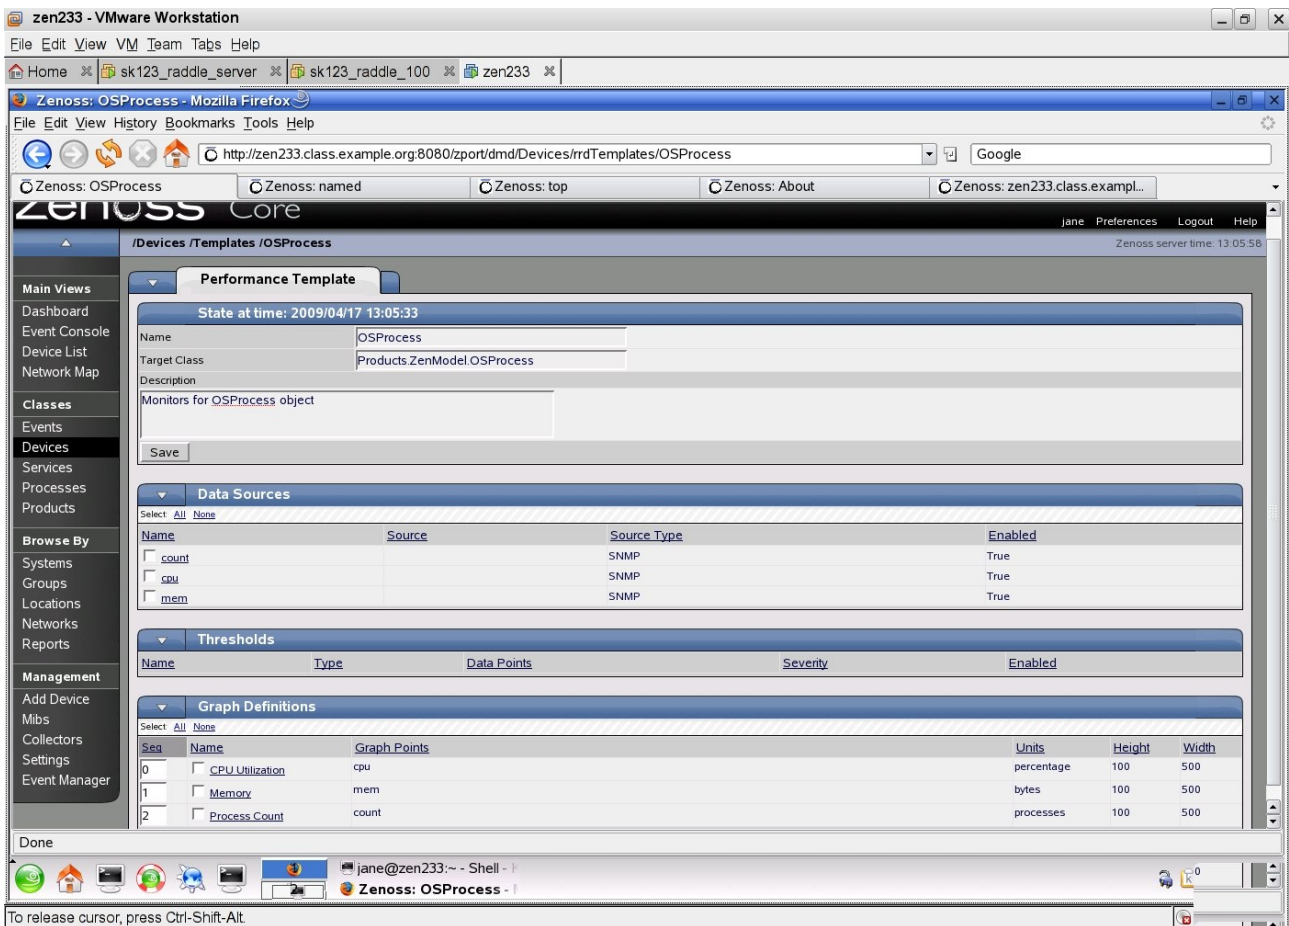 zen233 - VMware Workstation
File Edit View VM Team Tabs Help
Home sk123_raddle_server sk123_raddle_100 zen233
Zenoss: OSProcess - Mozilla Firefox
File Edit View History Bookmarks Tools Help
http://zen233.class.example.org:8080/zport/dmd/Devices/rrdTemplates/OSProcess Google
Zenoss: OSProcess Zenoss: named Zenoss: top Zenoss: About Zenoss: zen233.class.exampl...
zenoss Core
jane Preferences Logout Help
/Devices /Templates /OSProcess Zenoss server time: 13:05:58
Main Views
Dashboard
Event Console
Device List
Network Map
Classes
Events
Devices
Services
Processes
Products
Browse By
Systems
Groups
Locations
Networks
Reports
Management
Add Device
Mibs
Collectors
Settings
Event Manager
Performance Template
State at time: 2009/04/17 13:05:33
Name OSProcess
Target Class Products.ZenModel.OSProcess
Description
Monitors for OSProcess object
Save
Data Sources
Select: All None
Name Source Source Type Enabled
count SNMP True
cpu SNMP True
mem SNMP True
Thresholds
Name Type Data Points Severity Enabled
Graph Definitions
Select: All None
Seq Name Graph Points Units Height Width
0 CPU Utilization cpu percentage 100 500
1 Memory mem bytes 100 500
2 Process Count count processes 100 500
Done
jane@zen233:~ - Shell -
Zenoss: OSProcess -
0
To release cursor, press Ctrl-Shift-Alt.